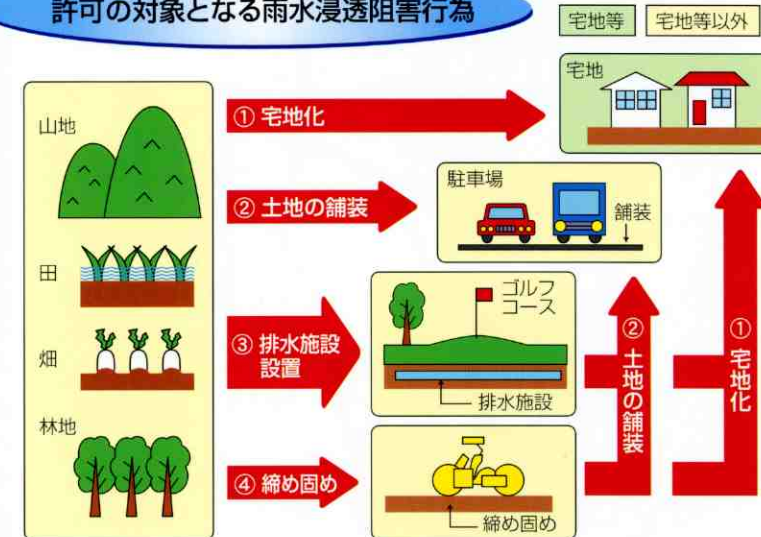 許可の対象となる雨水浸透阻害行為
宅地等
宅地等以外
山地
田
畑
林地
① 宅地化
宅地
② 土地の舗装
駐車場
舗装
③ 排水施設
設置
ゴルフ
コース
排水施設
④ 締め固め
締め固め
② 土地の舗装
① 宅地化